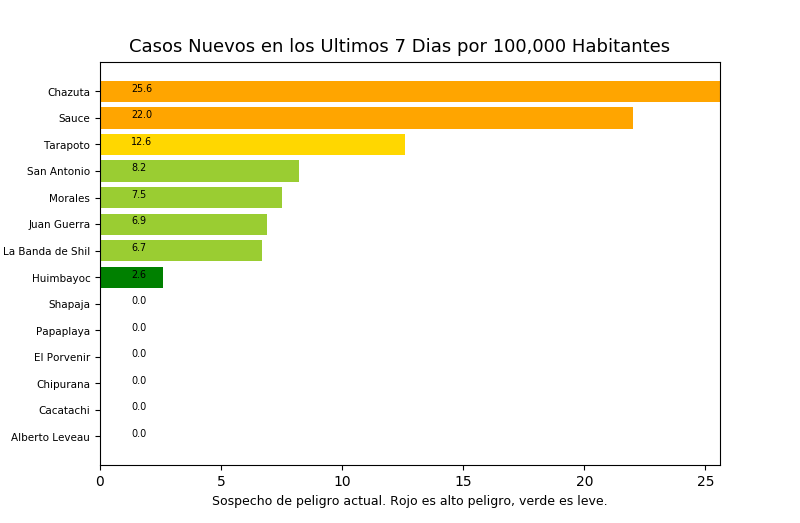 Casos Nuevos en los Ultimos 7 Dias por 100,000 Habitantes
Chazuta 25.6
Sauce 22.0
Tarapoto 12.6
San Antonio 8.2
Morales 7.5
Juan Guerra 6.9
La Banda de Shil 6.7
Huimbayoc 2.6
Shapaja 0.0
Papaplaya 0.0
El Porvenir 0.0
Chipurana 0.0
Cacatachi 0.0
Alberto Leveau 0.0
0 5 10 15 20 25
Sospecho de peligro actual. Rojo es alto peligro, verde es leve.